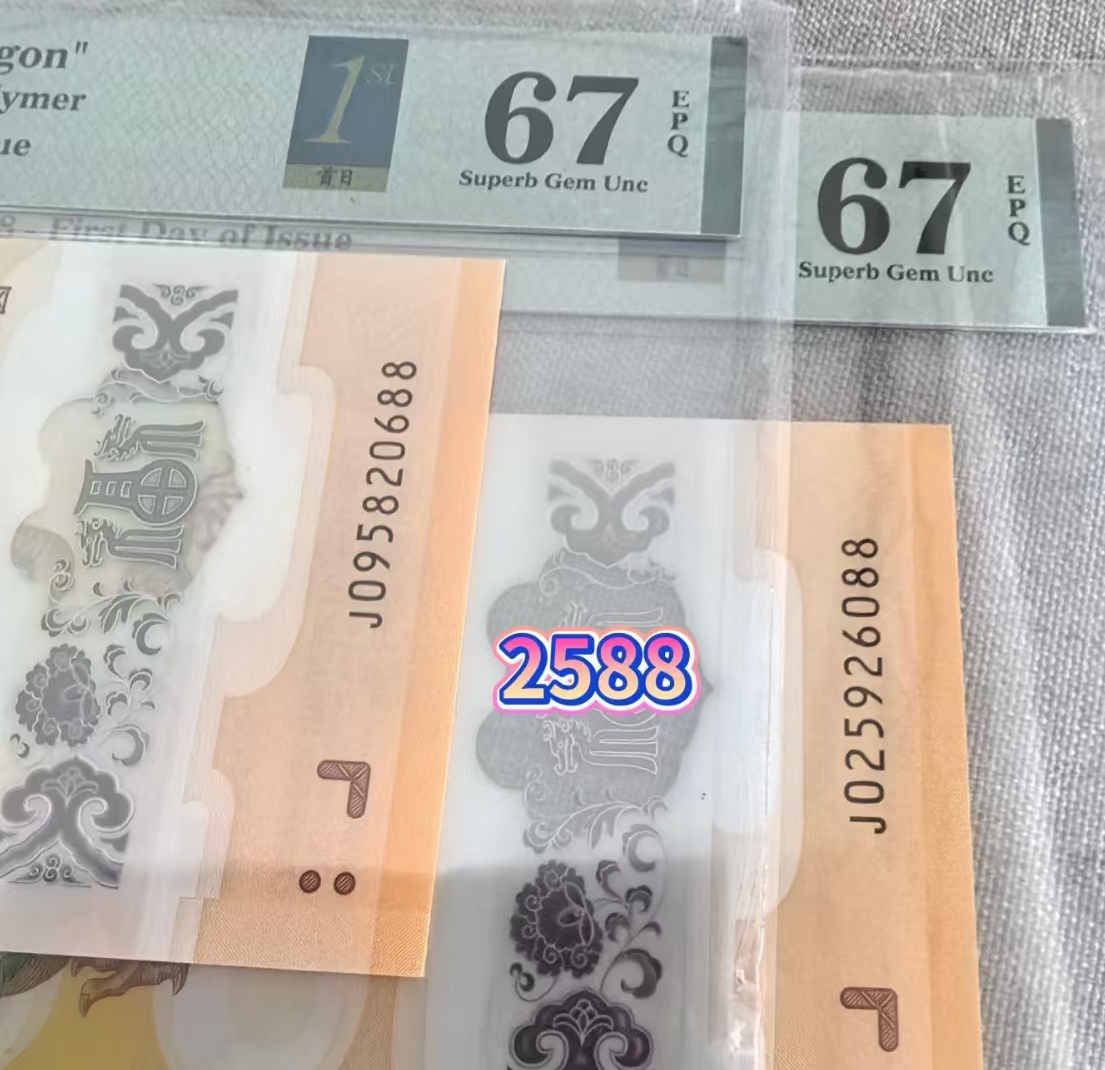 gon"
ymer
ue
1ST
首日
67
EPQ
Superb Gem Unc
8 - First Day of Issue
67
EPQ
Superb Gem Unc
J095820688
2588
J025926088